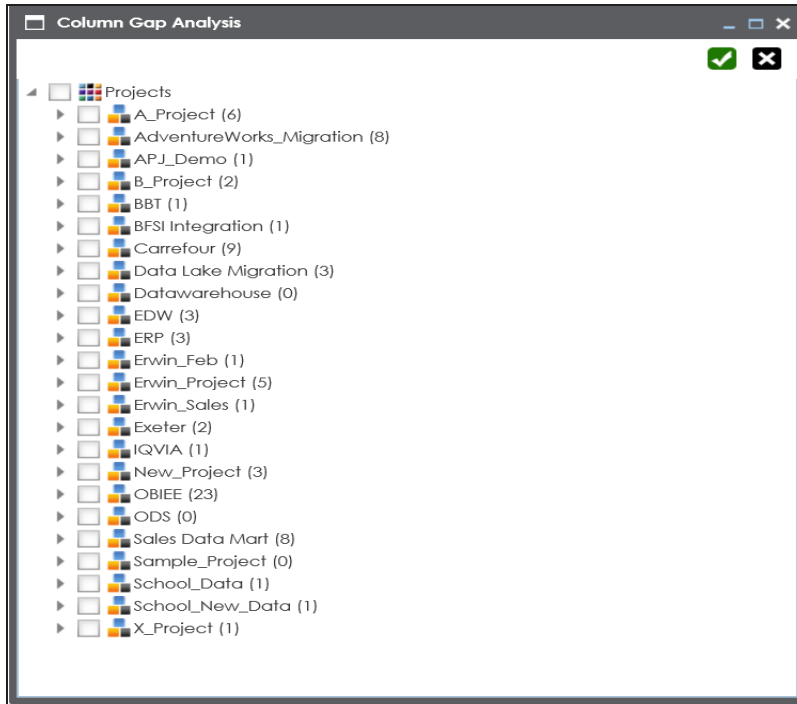 Column Gap Analysis
Projects
A_Project (6)
AdventureWorks_Migration (8)
APJ_Demo (1)
B_Project (2)
BBT (1)
BFSI Integration (1)
Carrefour (9)
Data Lake Migration (3)
Datawarehouse (0)
EDW (3)
ERP (3)
Erwin_Feb (1)
Erwin_Project (5)
Erwin_Sales (1)
Exeter (2)
IQVIA (1)
New_Project (3)
OBIEE (23)
ODS (0)
Sales Data Mart (8)
Sample_Project (0)
School_Data (1)
School_New_Data (1)
X_Project (1)